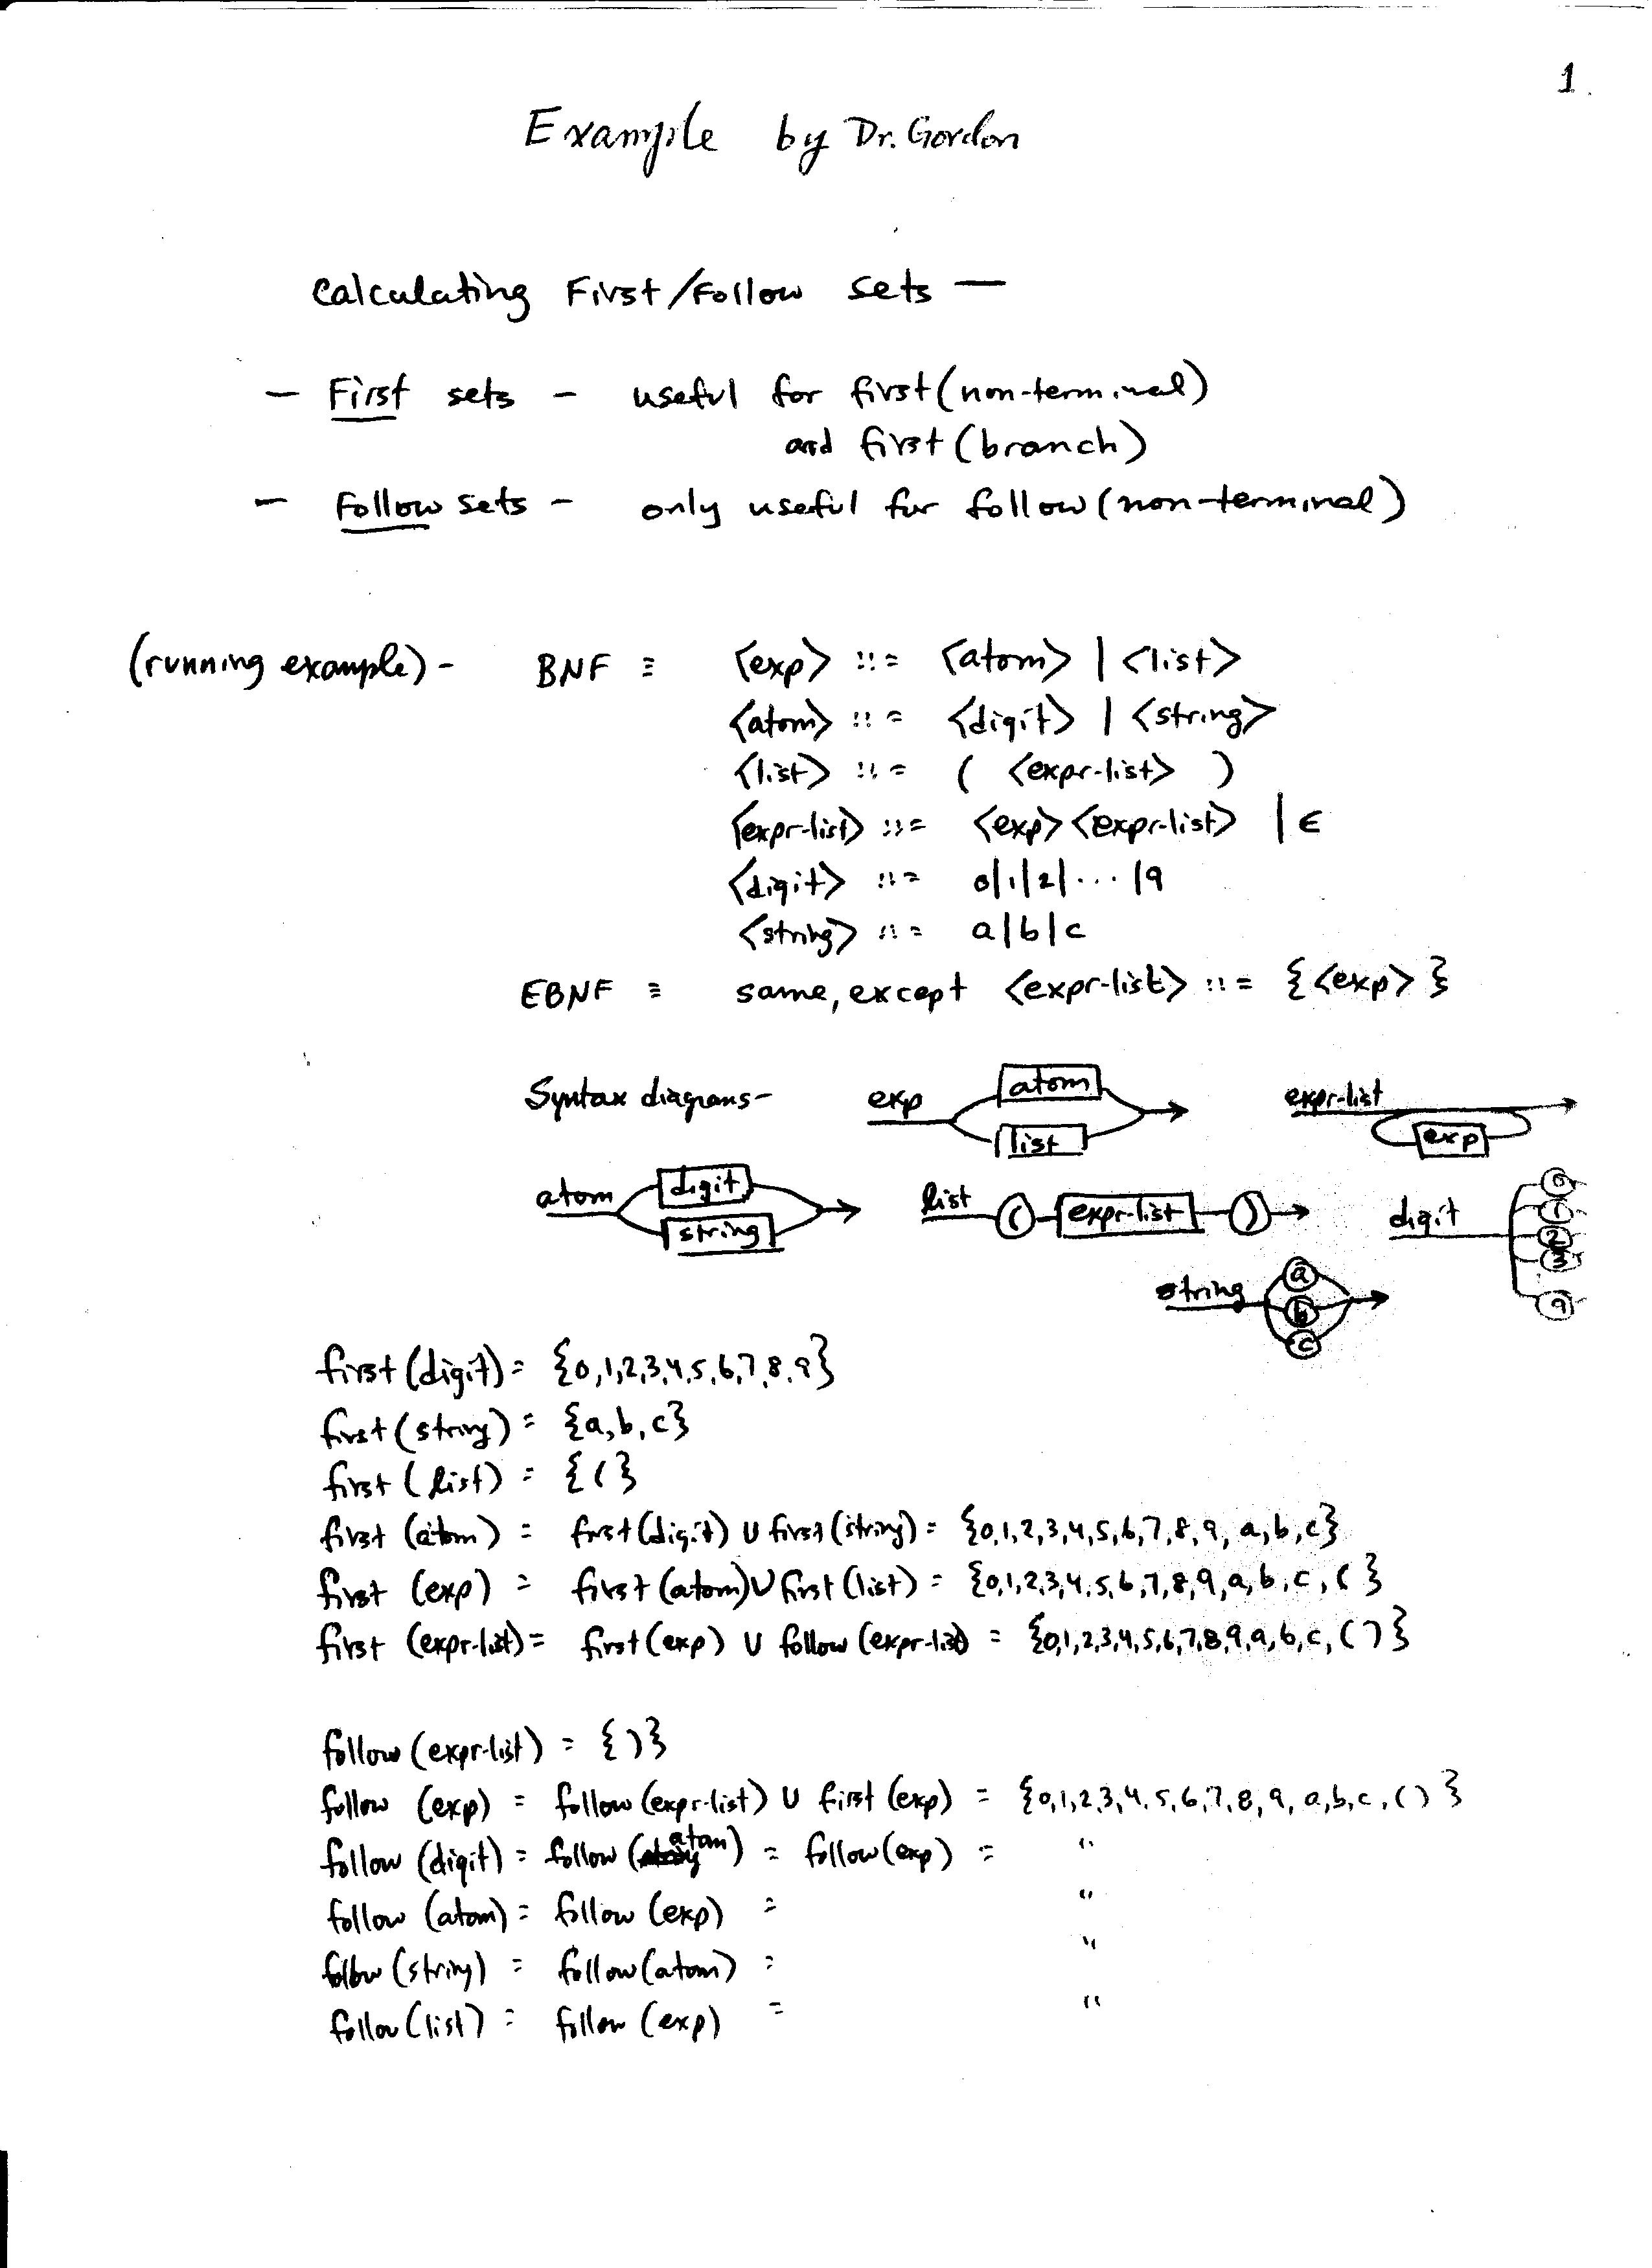 1.
Example by Dr. Gordon
Calculating First/Follow sets —
— First sets – useful for first(non-terminal)
and first(branch)
— Follow sets – only useful for follow(non-terminal)
(running example) - BNF ≡ <exp> ::= <atom> | <list>
<atom> ::= <digit> | <string>
<list> ::= ( <expr-list> )
<expr-list> ::= <exp><expr-list> | ε
<digit> ::= 0|1|2|...|9
<string> ::= a|b|c
EBNF ≡ same, except <expr-list> ::= {<exp>}
Syntax diagrams- exp atom list expr-list exp
atom digit string list ( expr-list ) digit 0 1 2 3 9
string a b c
first(digit) = {0,1,2,3,4,5,6,7,8,9}
first(string) = {a,b,c}
first(list) = {(}
first(atom) = first(digit) ∪ first(string) = {0,1,2,3,4,5,6,7,8,9,a,b,c}
first(exp) = first(atom) ∪ first(list) = {0,1,2,3,4,5,6,7,8,9,a,b,c,(}
first(expr-list) = first(exp) ∪ follow(expr-list) = {0,1,2,3,4,5,6,7,8,9,a,b,c,()}
follow(expr-list) = {)}
follow(exp) = follow(expr-list) ∪ first(exp) = {0,1,2,3,4,5,6,7,8,9,a,b,c,()}
follow(digit) = follow(atom) = follow(exp) = "
follow(atom) = follow(exp) = "
follow(string) = follow(atom) = "
follow(list) = follow(exp) = "